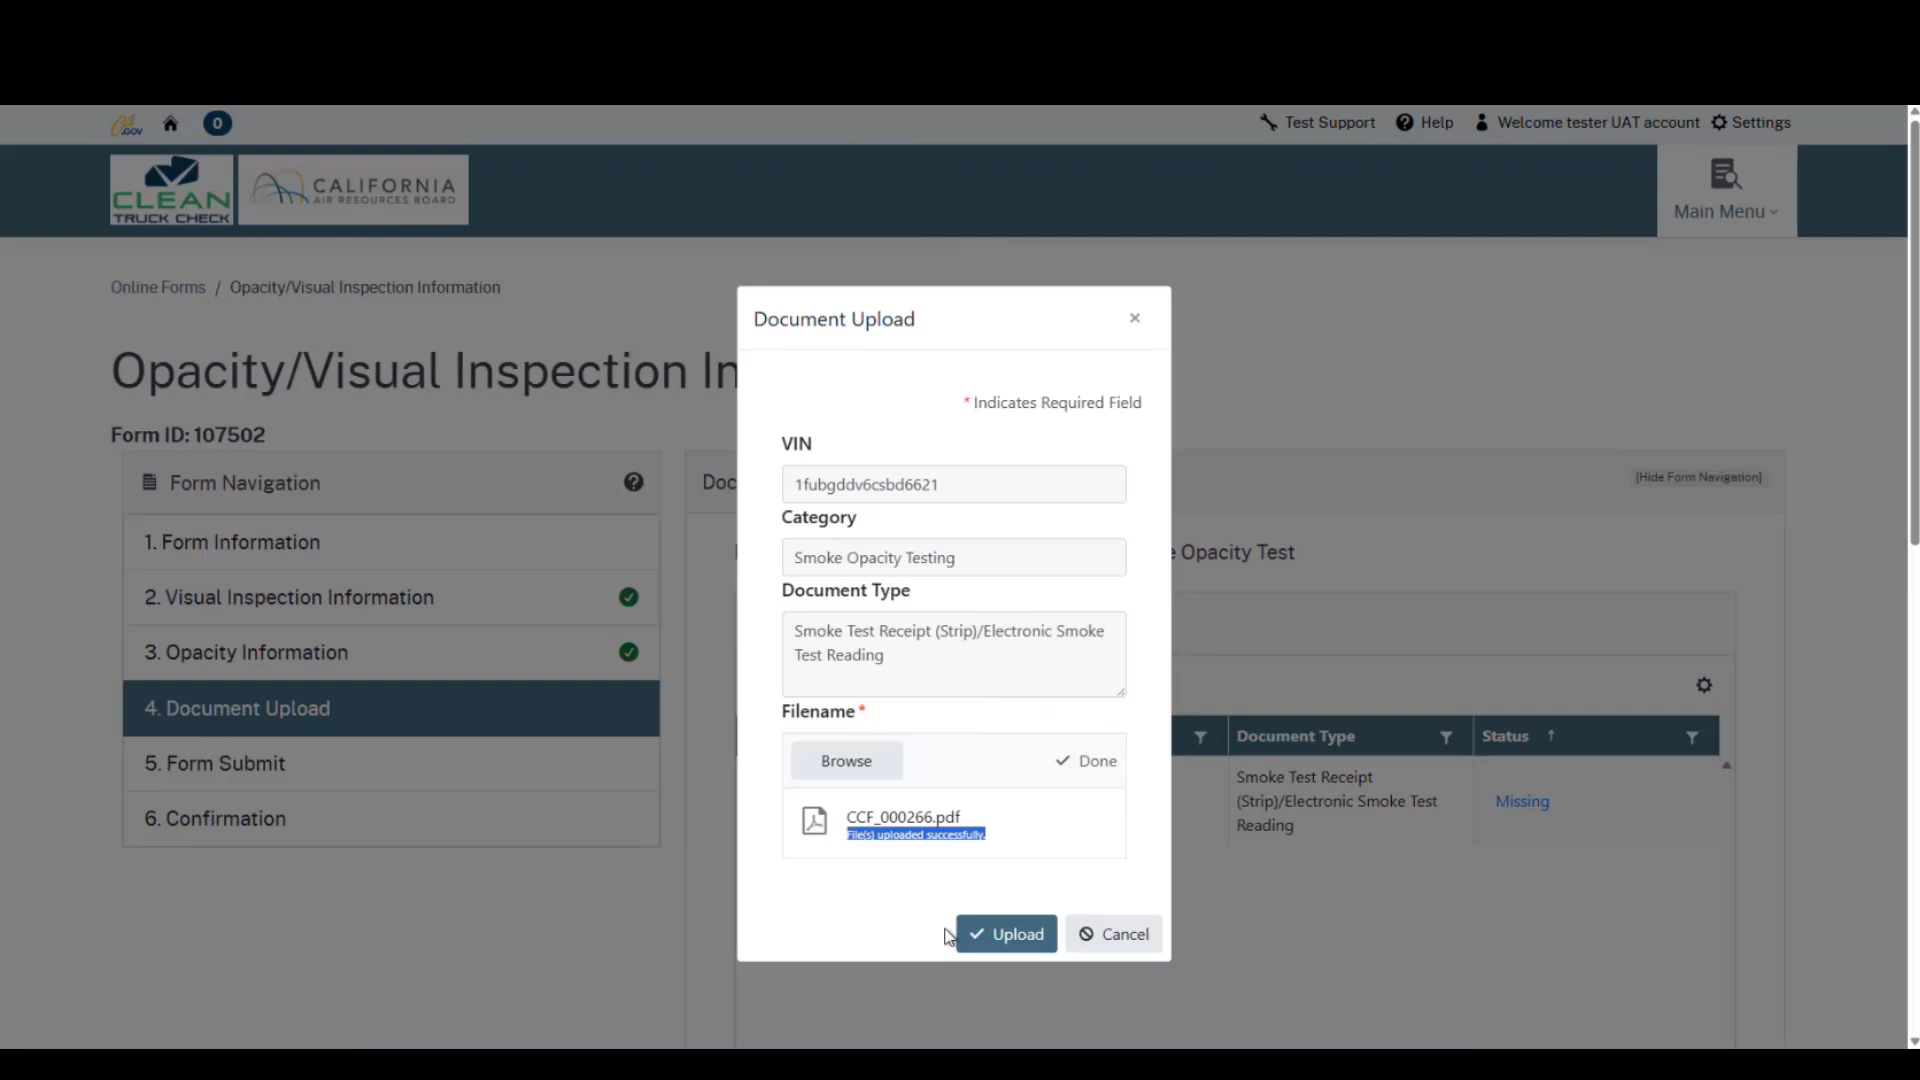 CA.GOV
0
Test Support
Help
Welcome tester UAT account
Settings
CLEAN
TRUCK CHECK
CALIFORNIA
AIR RESOURCES BOARD
Main Menu
Online Forms / Opacity/Visual Inspection Information
Opacity/Visual Inspection In
Form ID: 107502
Form Navigation
1. Form Information
2. Visual Inspection Information
3. Opacity Information
4. Document Upload
5. Form Submit
6. Confirmation
Doc
[Hide Form Navigation]
Opacity Test
Document Type
Status ↑
Smoke Test Receipt
(Strip)/Electronic Smoke Test
Reading
Missing
Document Upload
×
* Indicates Required Field
VIN
1fubgddv6csbd6621
Category
Smoke Opacity Testing
Document Type
Smoke Test Receipt (Strip)/Electronic Smoke
Test Reading
Filename *
Browse
Done
CCF_000266.pdf
File(s) uploaded successfully.
Upload
Cancel